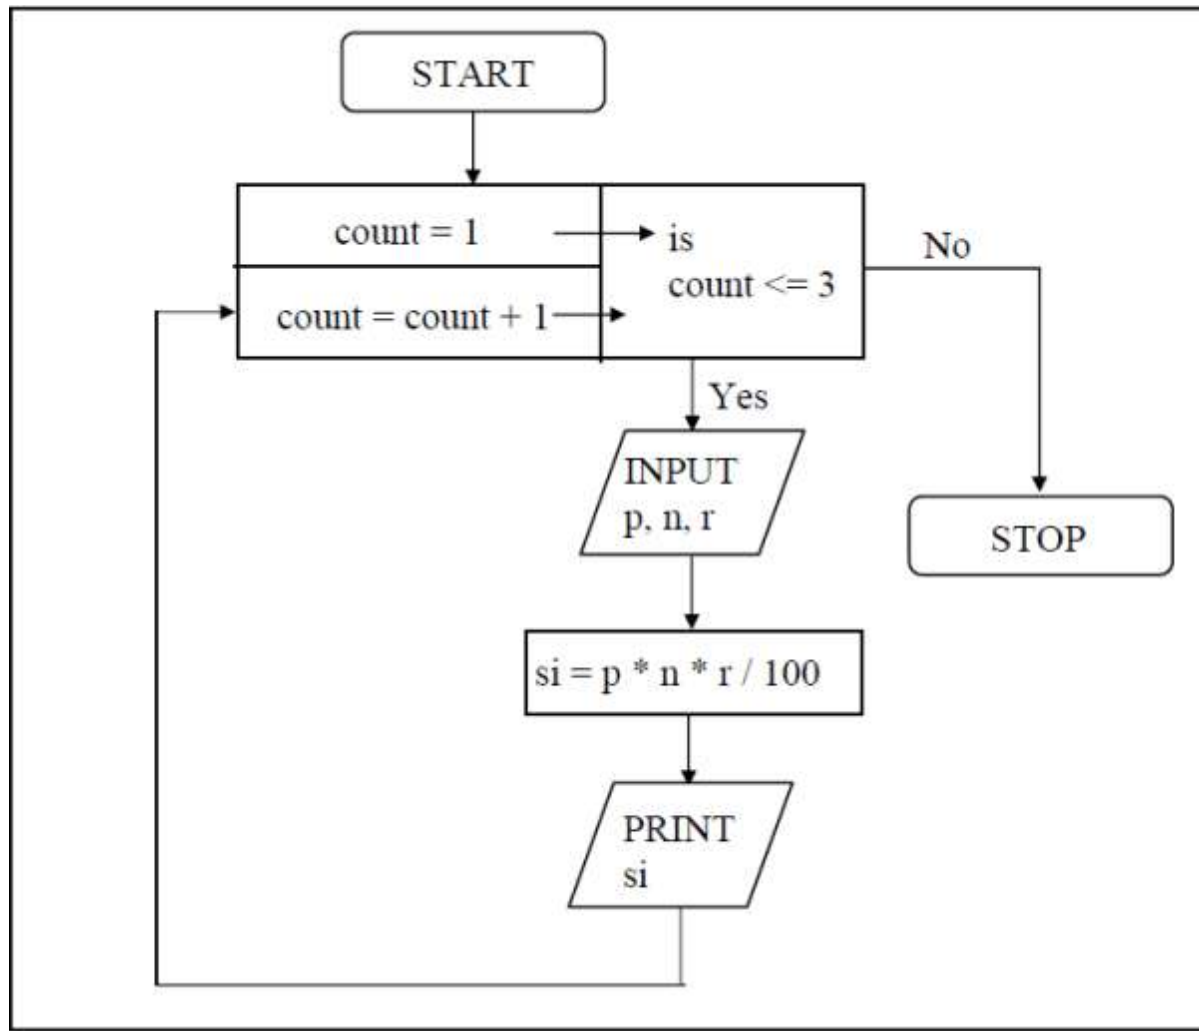 START
count = 1
is
count <= 3
No
count = count + 1
Yes
INPUT
p, n, r
STOP
si = p * n * r / 100
PRINT
si